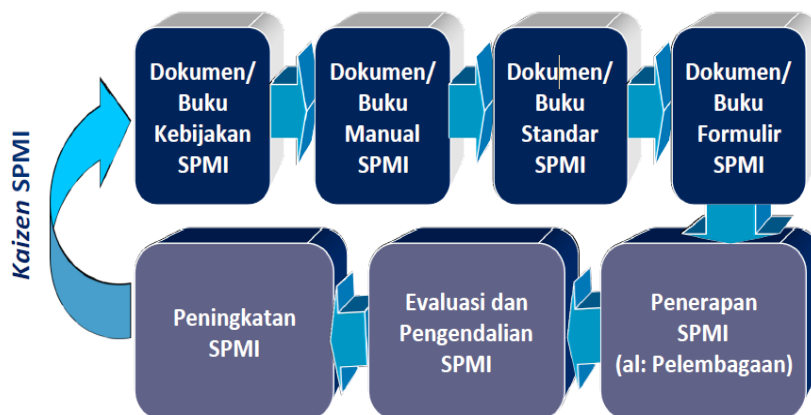 Dokumen/
Buku
Kebijakan
SPMI
Dokumen/
Buku
Manual
SPMI
Dokumen/
Buku
Standar
SPMI
Dokumen/
Buku
Formulir
SPMI
Kaizen SPMI
Peningkatan
SPMI
Evaluasi dan
Pengendalian
SPMI
Penerapan
SPMI
(al: Pelembagaan)